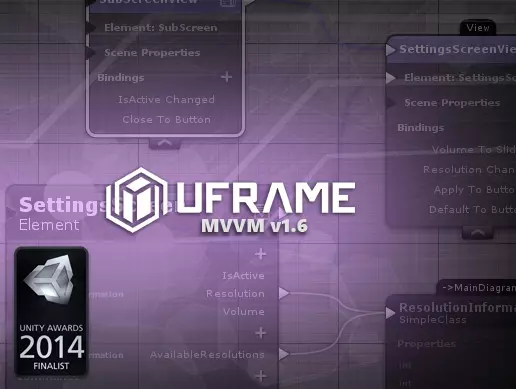 SubScreenView
Element: SubScreen
Scene Properties
Bindings
IsActive Changed
Close To Button
View
SettingsScreenVie
Element: SettingsSc
Scene Properties
Bindings
Volume To Slid
Resolution Chan
Apply To Butto
Default To Butto
SettingsScreen
Element
UFRAME
MVVM v1.6
IsActive
Resolution
Volume
AvailableResolutions
->MainDiagra
ResolutionInforma
SimpleClass
Properties
int
int
UNITY AWARDS
2014
FINALIST